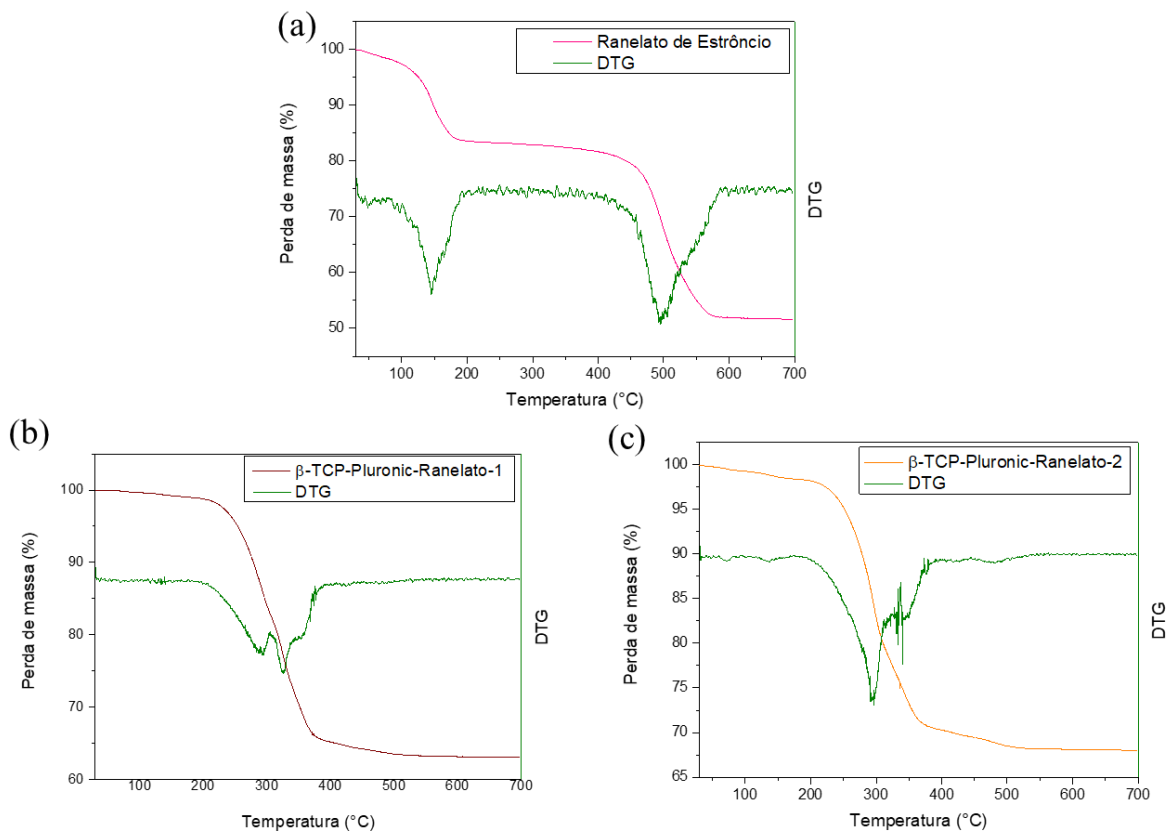 (a)
Ranelato de Estrôncio
DTG
100
90
80
70
60
50
Perda de massa (%)
DTG
100 200 300 400 500 600 700
Temperatura (°C)
(b)
β-TCP-Pluronic-Ranelato-1
DTG
100
90
80
70
60
Perda de massa (%)
DTG
100 200 300 400 500 600 700
Temperatura (°C)
(c)
β-TCP-Pluronic-Ranelato-2
DTG
100
95
90
85
80
75
70
65
Perda de massa (%)
DTG
100 200 300 400 500 600 700
Temperatura (°C)